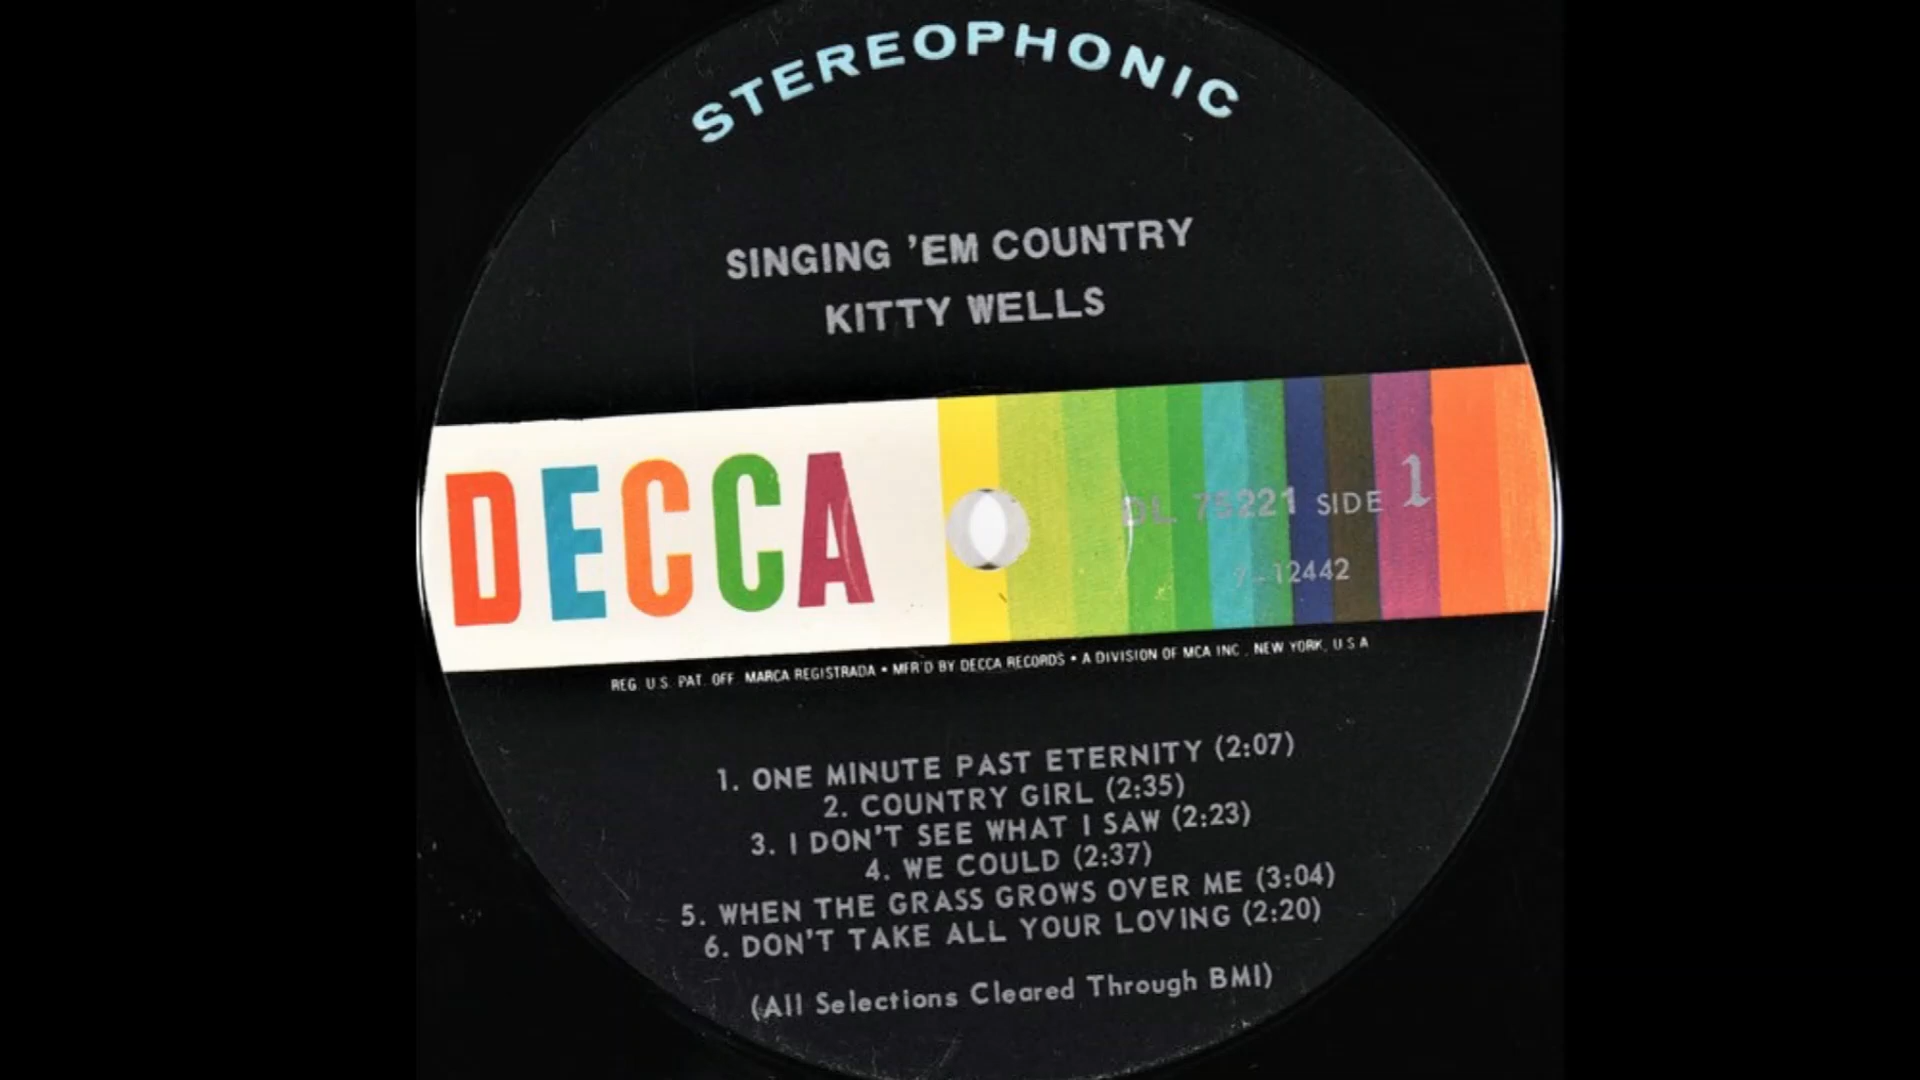 STEREOPHONIC
SINGING 'EM COUNTRY
KITTY WELLS
DECCA
DL 75221 SIDE 1
7-12442
REG. U.S. PAT. OFF. MARCA REGISTRADA • MFR'D BY DECCA RECORDS • A DIVISION OF MCA INC., NEW YORK, U.S.A
1. ONE MINUTE PAST ETERNITY (2:07)
2. COUNTRY GIRL (2:35)
3. I DON'T SEE WHAT I SAW (2:23)
4. WE COULD (2:37)
5. WHEN THE GRASS GROWS OVER ME (3:04)
6. DON'T TAKE ALL YOUR LOVING (2:20)
(All Selections Cleared Through BMI)